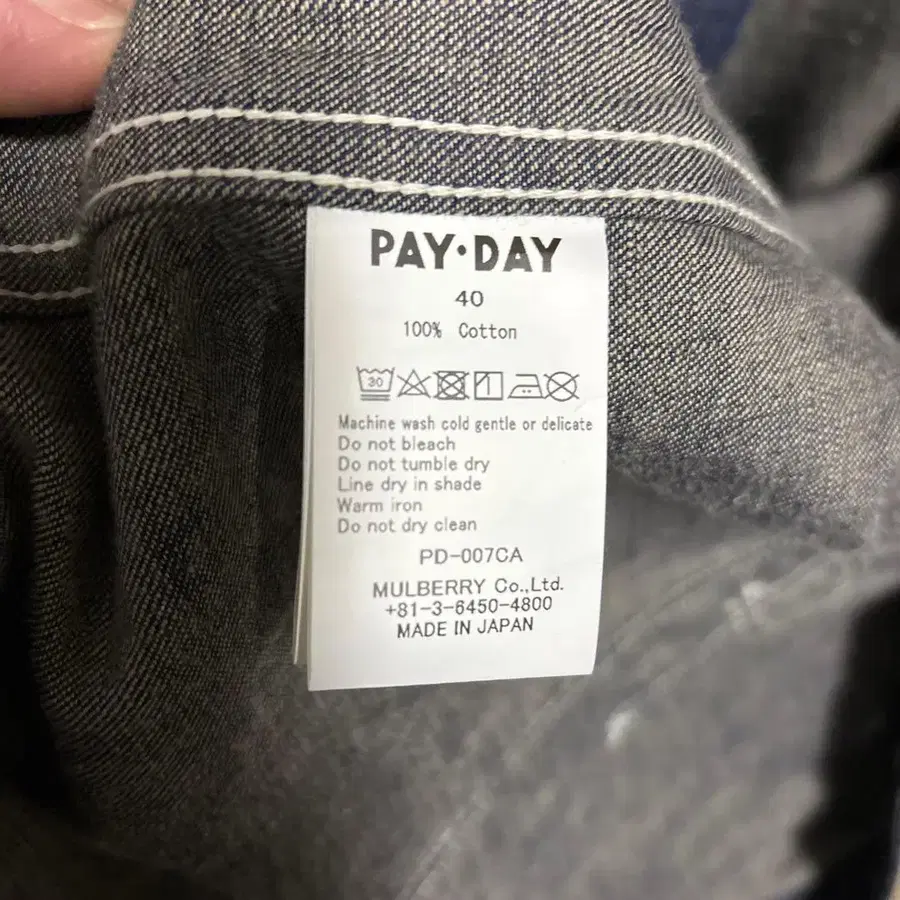 PAY·DAY
40
100% Cotton
30
Machine wash cold gentle or delicate
Do not bleach
Do not tumble dry
Line dry in shade
Warm iron
Do not dry clean
PD-007CA
MULBERRY Co.,Ltd.
+81-3-6450-4800
MADE IN JAPAN